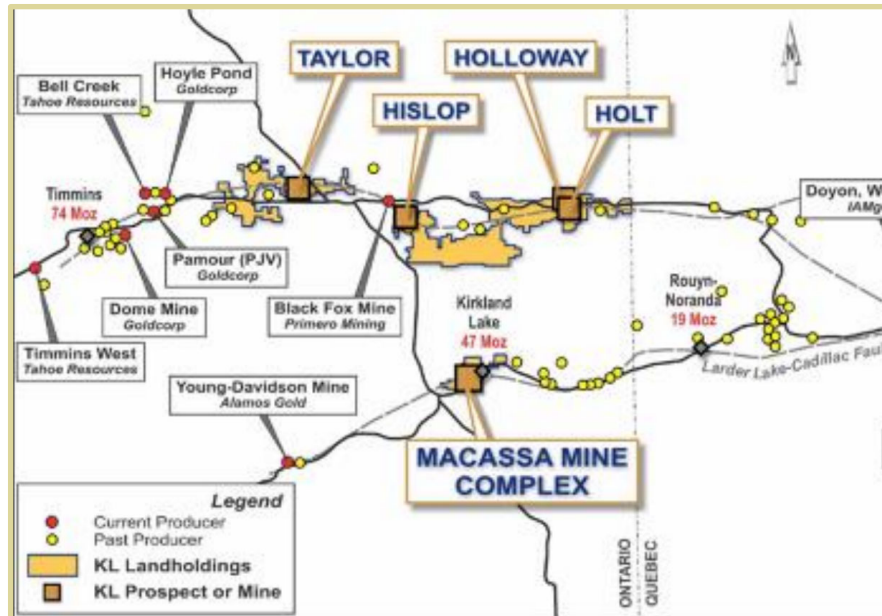 TAYLOR
HOLLOWAY
N
Hoyle Pond
Goldcorp
Bell Creek
Tahoe Resources
HISLOP
HOLT
Timmins
74 Moz
Doyon,
Pamour (PJV)
Goldcorp
Dome Mine
Goldcorp
Black Fox Mine
Primero Mining
Kirkland
Lake
47 Moz
Rouyn-
Noranda
19 Moz
Timmins West
Tahoe Resources
Larder Lake-Cadillac Fault
Young-Davidson Mine
Alamos Gold
MACASSA MINE
COMPLEX
Legend
Current Producer
Past Producer
KL Landholdings
KL Prospect or Mine
ONTARIO
QUEBEC